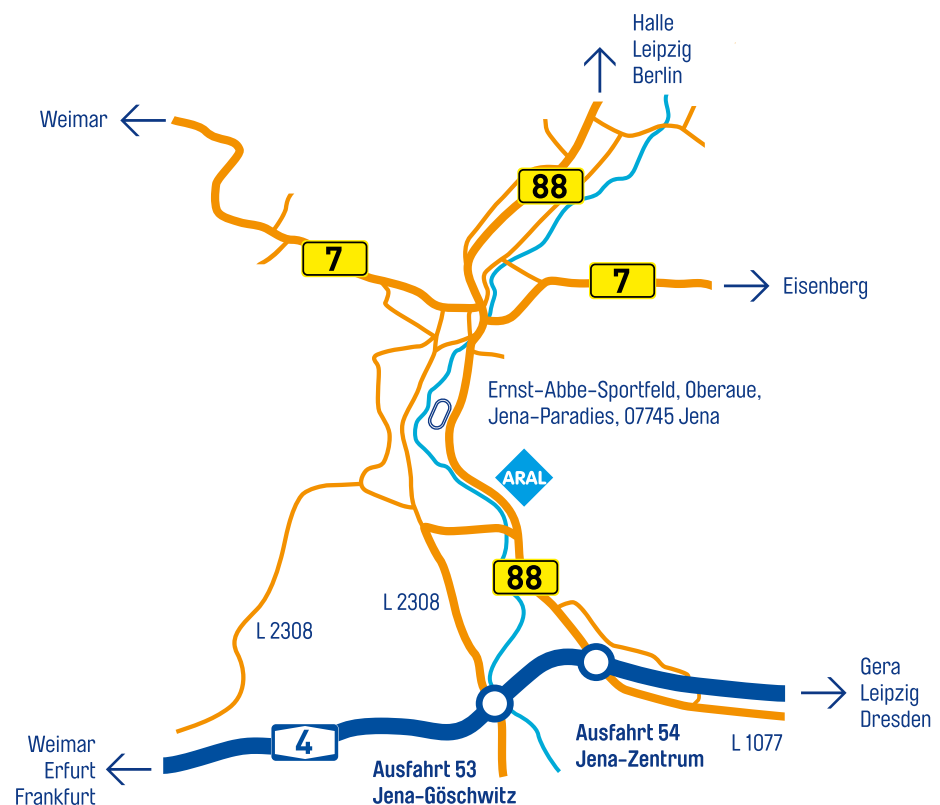 Halle
Leipzig
Berlin
Weimar
88
7
7
Eisenberg
Ernst-Abbe-Sportfeld, Oberaue,
Jena-Paradies, 07745 Jena
ARAL
88
L 2308
L 2308
Gera
Leipzig
Dresden
Ausfahrt 54
Jena-Zentrum
L 1077
4
Weimar
Erfurt
Frankfurt
Ausfahrt 53
Jena-Göschwitz